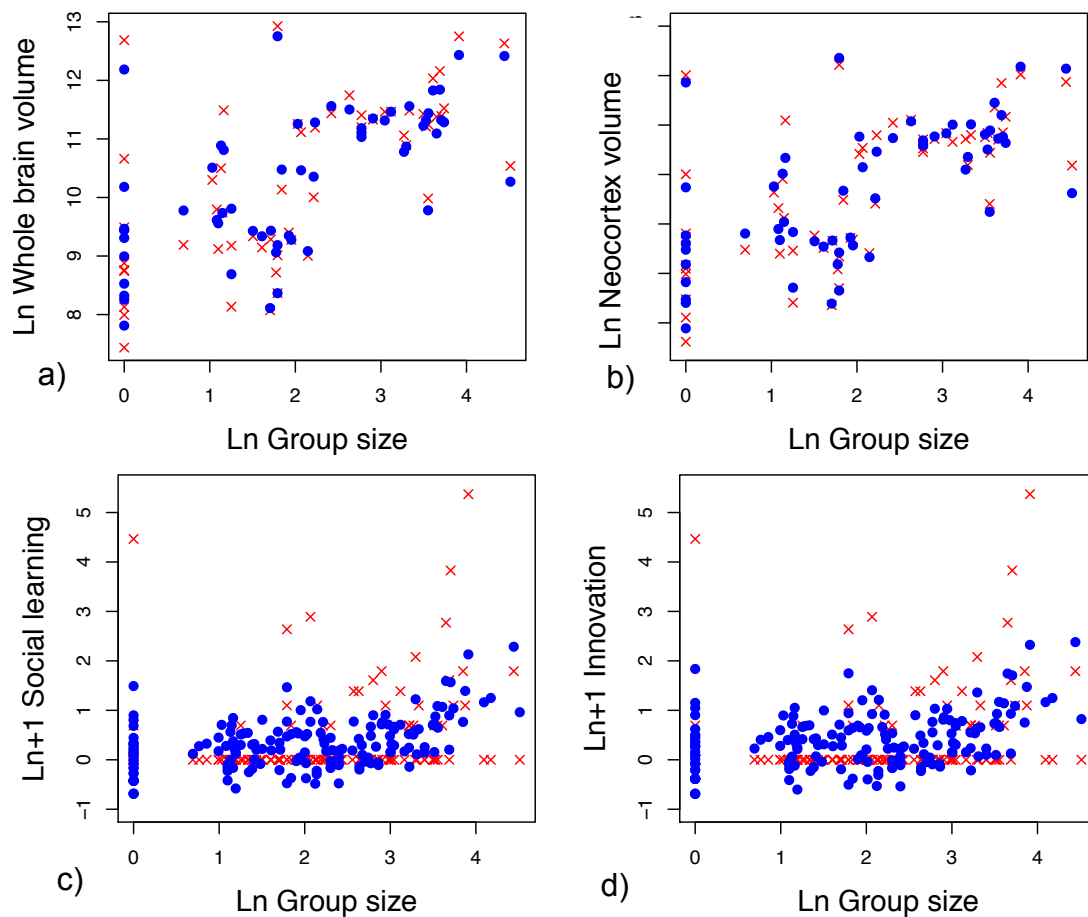 13
12
11
10
9
8
Ln Whole brain volume
0 1 2 3 4
a)
Ln Group size
Ln Neocortex volume
0 1 2 3 4
b)
Ln Group size
5
4
3
2
1
0
−1
Ln+1 Social learning
0 1 2 3 4
c)
Ln Group size
5
4
3
2
1
0
−1
Ln+1 Innovation
0 1 2 3 4
d)
Ln Group size